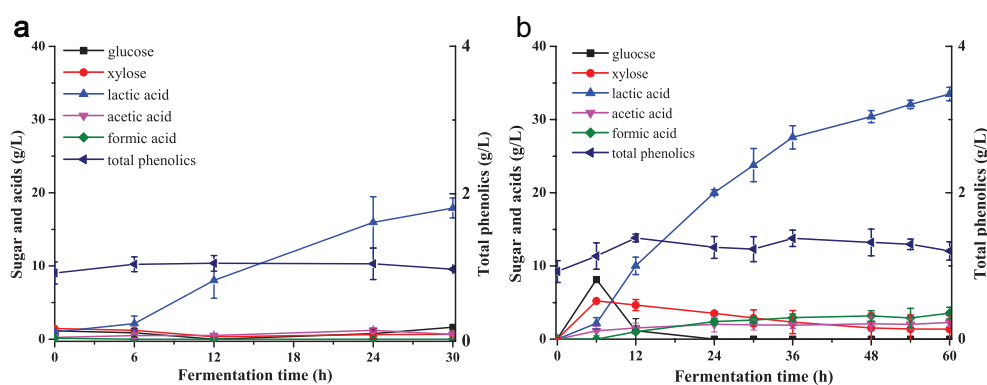 a
40
30
20
10
0
Sugar and acids (g/L)
glucose
xylose
lactic acid
acetic acid
formic acid
total phenolics
4
2
0
Total phenolics (g/L)
0 6 12 18 24 30
Fermentation time (h)
b
40
30
20
10
0
Sugar and acids (g/L)
gluocse
xylose
lactic acid
acetic acid
formic acid
total phenolics
4
2
0
Total phenolics (g/L)
0 12 24 36 48 60
Fermentation time (h)